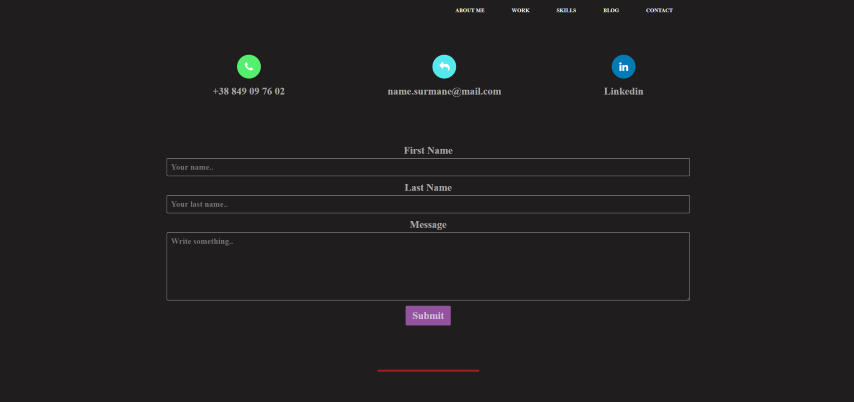 ABOUT ME WORK SKILLS BLOG CONTACT
+38 849 09 76 02 name.surmane@mail.com Linkedin
First Name
Your name..
Last Name
Your last name..
Message
Write something..
Submit